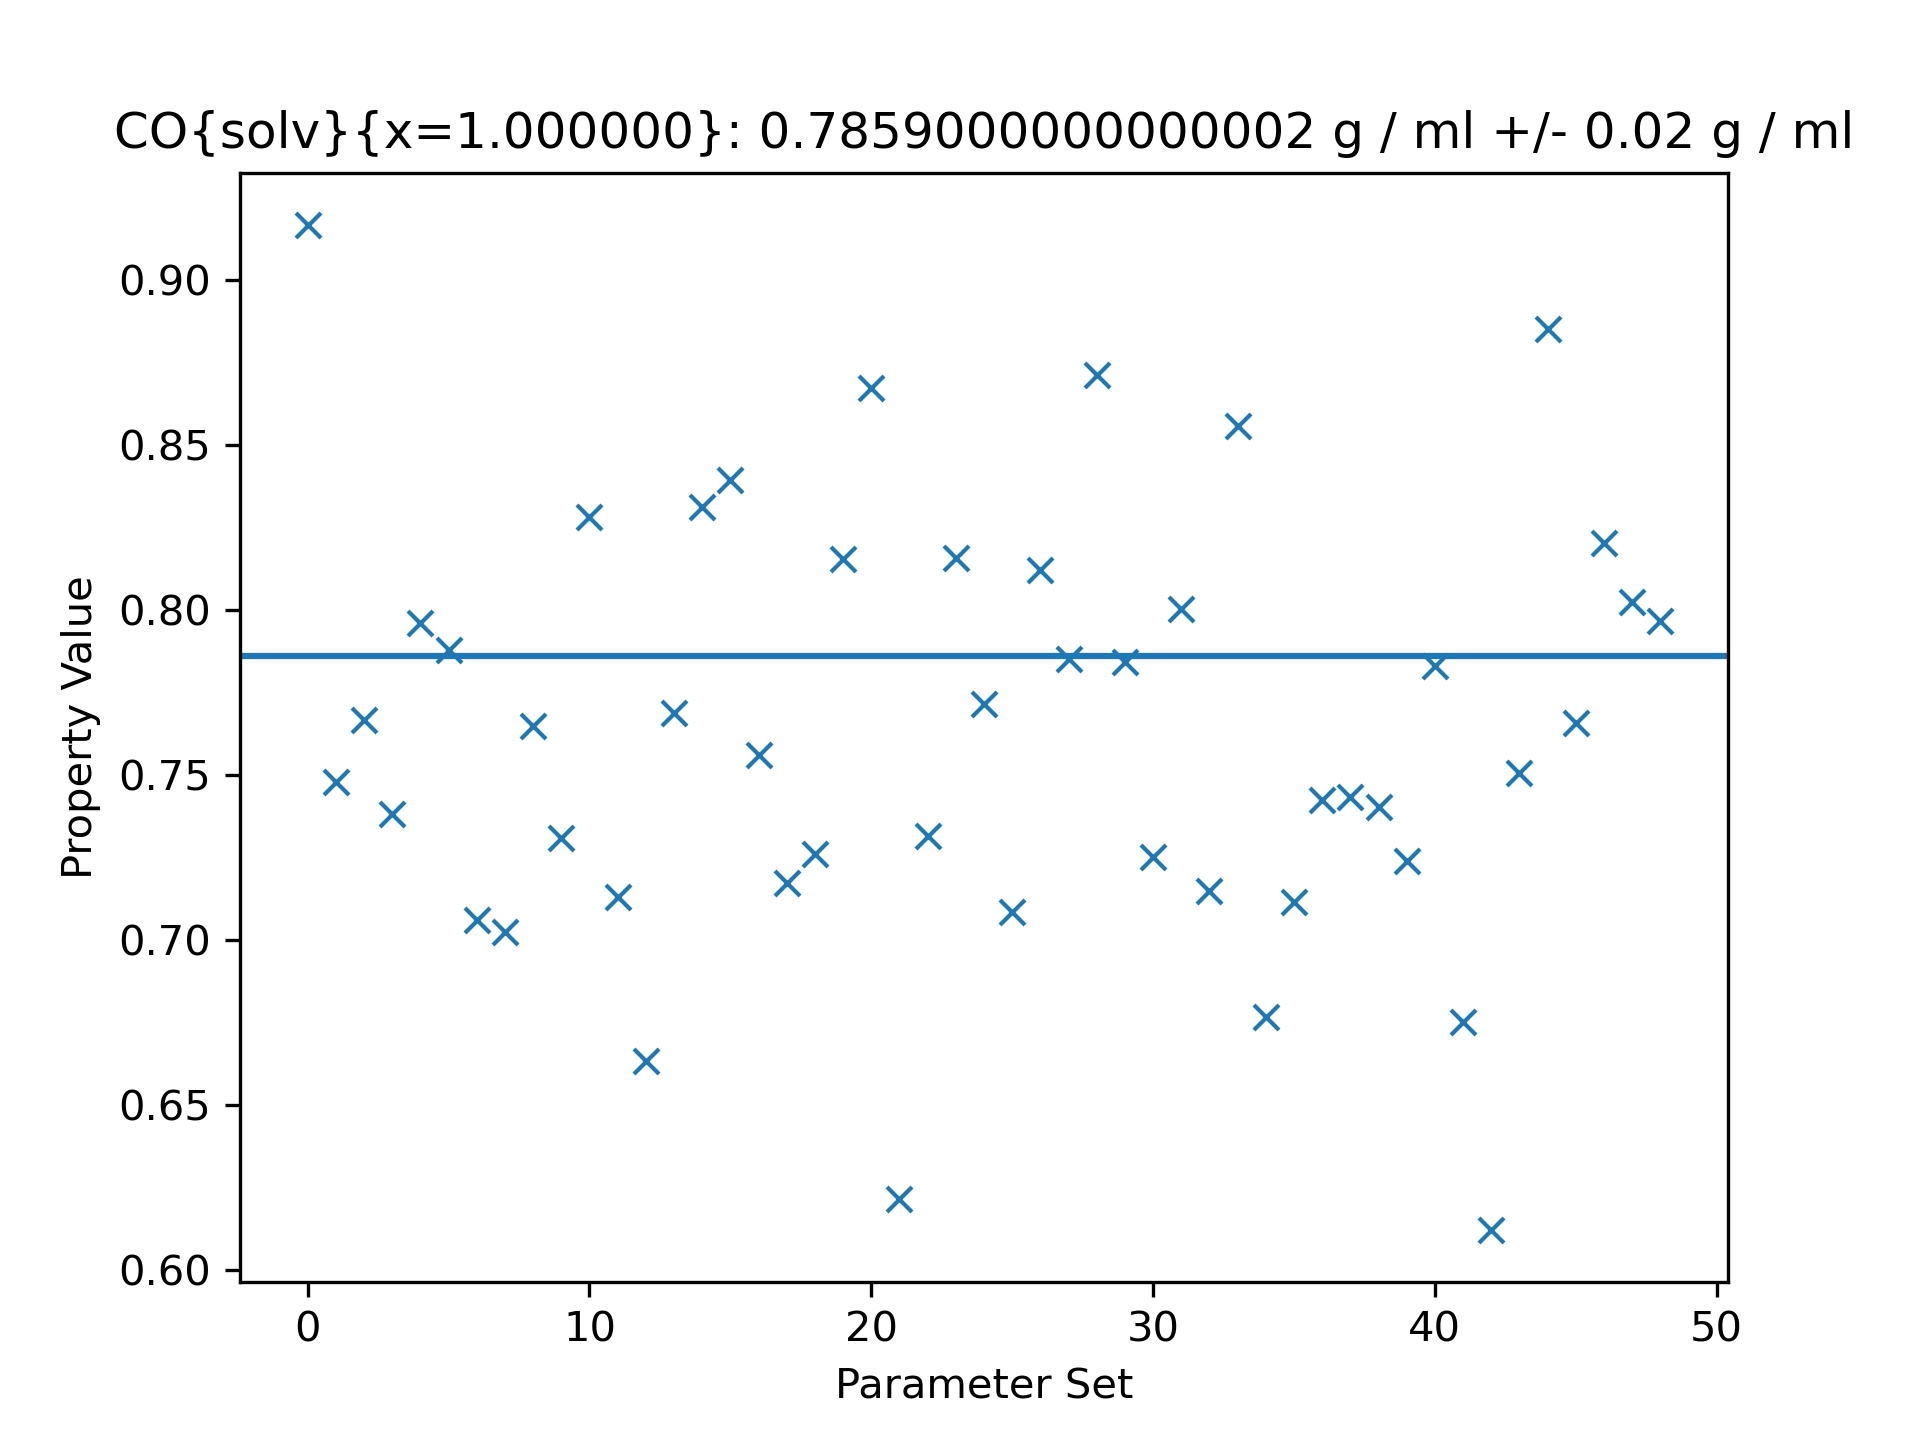 CO{solv}{x=1.000000}: 0.7859000000000002 g / ml +/- 0.02 g / ml
Property Value
0.90
0.85
0.80
0.75
0.70
0.65
0.60
0 10 20 30 40 50
Parameter Set